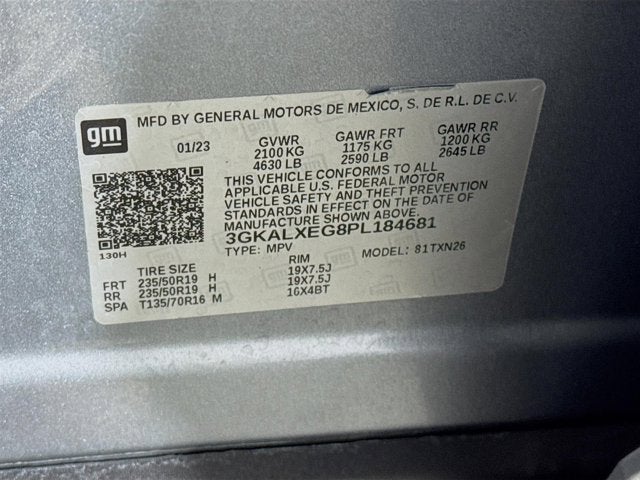 gm
MFD BY GENERAL MOTORS DE MEXICO, S. DE R.L. DE C.V.
01/23 GVWR GAWR FRT GAWR RR
2100 KG 1175 KG 1200 KG
4630 LB 2590 LB 2645 LB
THIS VEHICLE CONFORMS TO ALL
APPLICABLE U.S. FEDERAL MOTOR
VEHICLE SAFETY AND THEFT PREVENTION
STANDARDS IN EFFECT ON THE DATE OF
MANUFACTURE SHOWN ABOVE.
3GKALXEG8PL184681
130H
TYPE: MPV MODEL: 81TXN26
TIRE SIZE RIM
FRT 235/50R19 H 19X7.5J
RR 235/50R19 H 19X7.5J
SPA T135/70R16 M 16X4BT